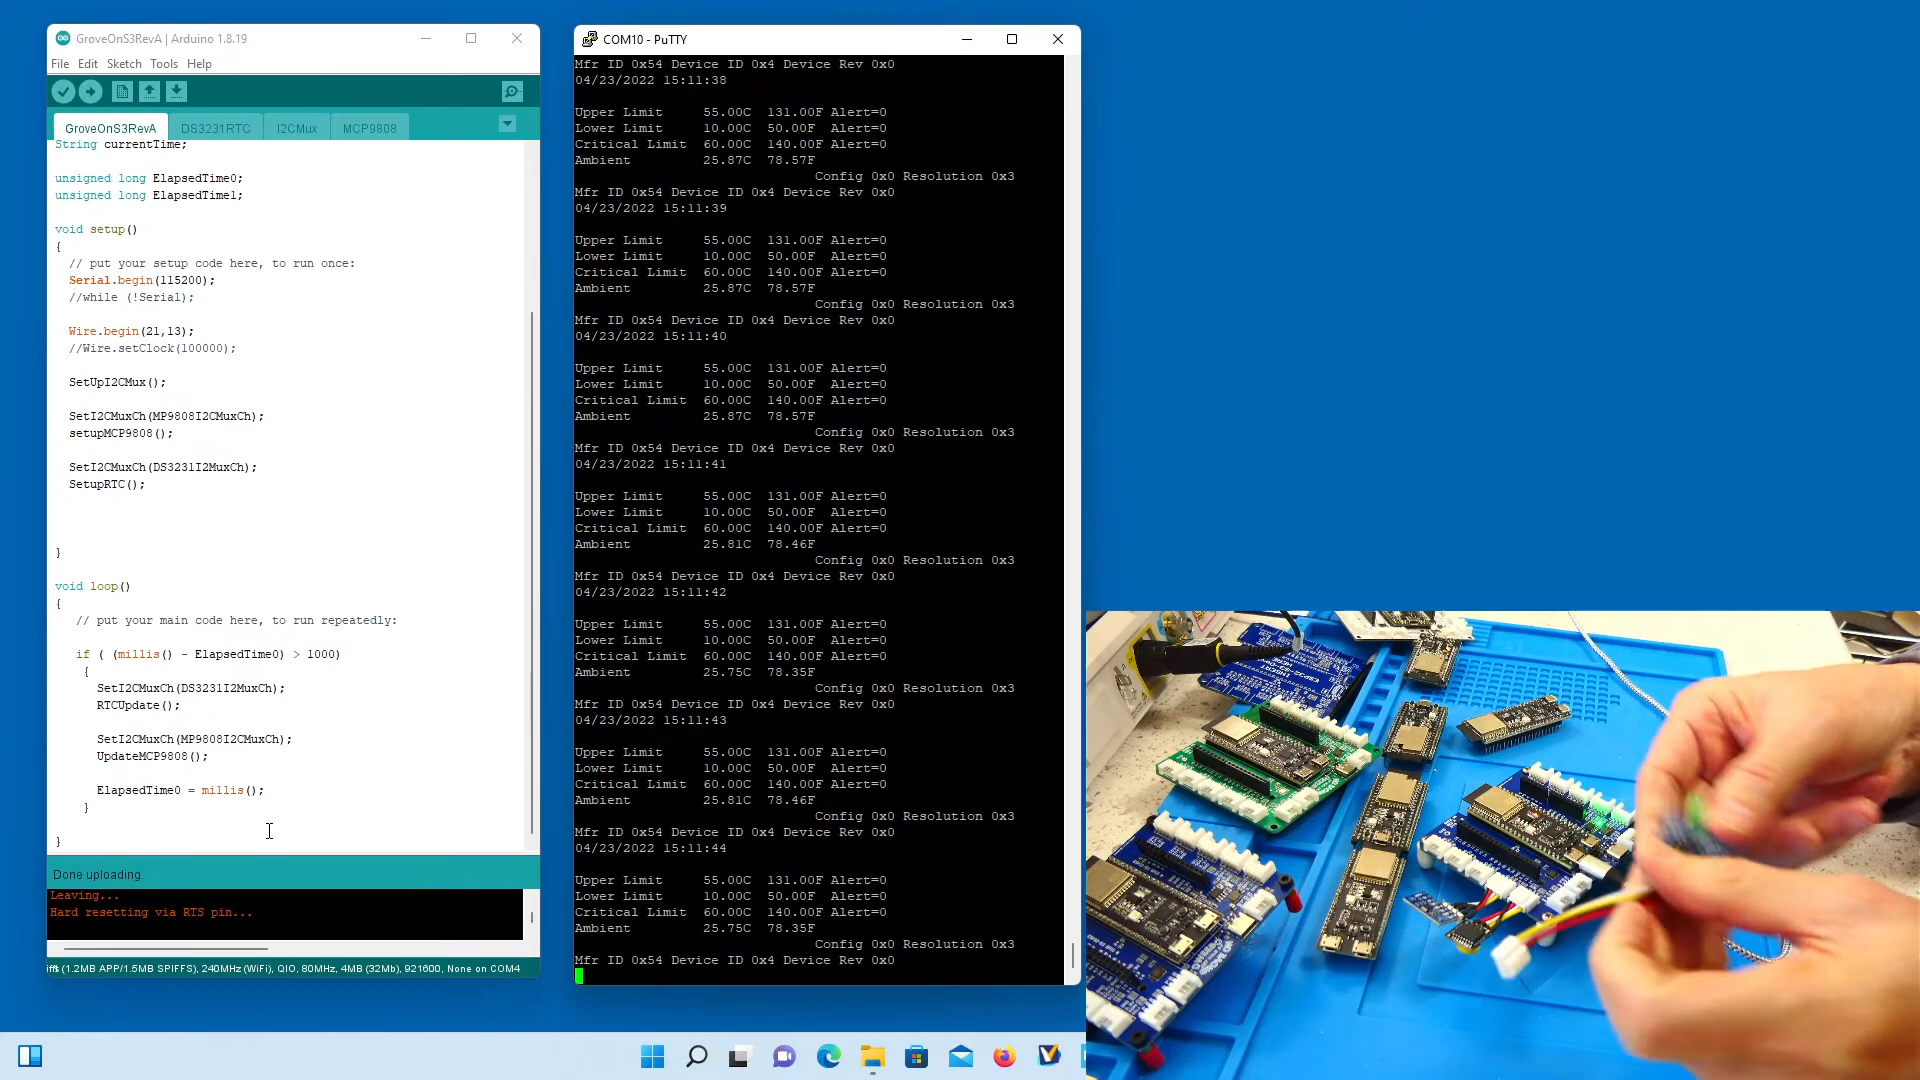 GroveOnS3RevA | Arduino 1.8.19
File Edit Sketch Tools Help
GroveOnS3RevA DS3231RTC I2CMux MCP9808
String currentTime;
unsigned long ElapsedTime0;
unsigned long ElapsedTime1;
void setup()
{
// put your setup code here, to run once:
Serial.begin(115200);
//while (!Serial);
Wire.begin(21,13);
//Wire.setClock(100000);
SetUpI2CMux();
SetI2CMuxCh(MP9808I2CMuxCh);
setupMCP9808();
SetI2CMuxCh(DS3231I2MuxCh);
SetupRTC();
}
void loop()
{
// put your main code here, to run repeatedly:
if ( (millis() - ElapsedTime0) > 1000)
{
SetI2CMuxCh(DS3231I2MuxCh);
RTCUpdate();
SetI2CMuxCh(MP9808I2CMuxCh);
UpdateMCP9808();
ElapsedTime0 = millis();
}
}
Done uploading.
Leaving...
Hard resetting via RTS pin...
iffs (1.2MB APP/1.5MB SPIFFS), 240MHz (WiFi), QIO, 80MHz, 4MB (32Mb), 921600, None on COM4
COM10 - PuTTY
Mfr ID 0x54 Device ID 0x4 Device Rev 0x0
04/23/2022 15:11:38
Upper Limit 55.00C 131.00F Alert=0
Lower Limit 10.00C 50.00F Alert=0
Critical Limit 60.00C 140.00F Alert=0
Ambient 25.87C 78.57F
Config 0x0 Resolution 0x3
Mfr ID 0x54 Device ID 0x4 Device Rev 0x0
04/23/2022 15:11:39
Upper Limit 55.00C 131.00F Alert=0
Lower Limit 10.00C 50.00F Alert=0
Critical Limit 60.00C 140.00F Alert=0
Ambient 25.87C 78.57F
Config 0x0 Resolution 0x3
Mfr ID 0x54 Device ID 0x4 Device Rev 0x0
04/23/2022 15:11:40
Upper Limit 55.00C 131.00F Alert=0
Lower Limit 10.00C 50.00F Alert=0
Critical Limit 60.00C 140.00F Alert=0
Ambient 25.87C 78.57F
Config 0x0 Resolution 0x3
Mfr ID 0x54 Device ID 0x4 Device Rev 0x0
04/23/2022 15:11:41
Upper Limit 55.00C 131.00F Alert=0
Lower Limit 10.00C 50.00F Alert=0
Critical Limit 60.00C 140.00F Alert=0
Ambient 25.81C 78.46F
Config 0x0 Resolution 0x3
Mfr ID 0x54 Device ID 0x4 Device Rev 0x0
04/23/2022 15:11:42
Upper Limit 55.00C 131.00F Alert=0
Lower Limit 10.00C 50.00F Alert=0
Critical Limit 60.00C 140.00F Alert=0
Ambient 25.75C 78.35F
Config 0x0 Resolution 0x3
Mfr ID 0x54 Device ID 0x4 Device Rev 0x0
04/23/2022 15:11:43
Upper Limit 55.00C 131.00F Alert=0
Lower Limit 10.00C 50.00F Alert=0
Critical Limit 60.00C 140.00F Alert=0
Ambient 25.81C 78.46F
Config 0x0 Resolution 0x3
Mfr ID 0x54 Device ID 0x4 Device Rev 0x0
04/23/2022 15:11:44
Upper Limit 55.00C 131.00F Alert=0
Lower Limit 10.00C 50.00F Alert=0
Critical Limit 60.00C 140.00F Alert=0
Ambient 25.75C 78.35F
Config 0x0 Resolution 0x3
Mfr ID 0x54 Device ID 0x4 Device Rev 0x0